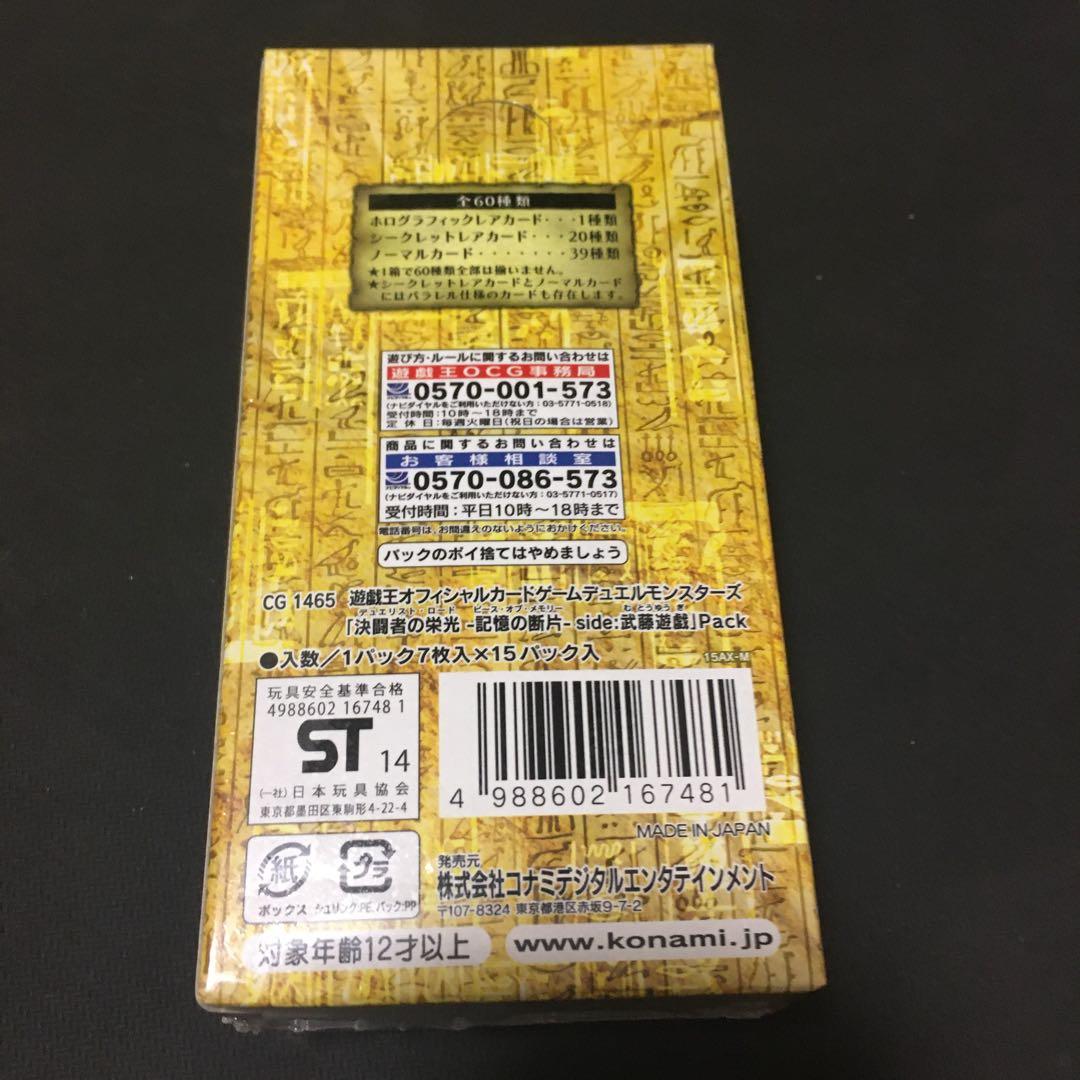 全60種類
ホログラフィックレアカード・・・1種類
シークレットレアカード・・・20種類
ノーマルカード・・・・・・・39種類
★1箱で60種類全部は揃いません。
★シークレットレアカードとノーマルカード
にはパラレル仕様のカードも存在します。
遊び方・ルールに関するお問い合わせは
遊戯王OCG事務局
0570-001-573
(ナビダイヤルをご利用いただけない方:03-5771-0518)
受付時間:10時～18時まで
定休日:毎週火曜日(祝日の場合は営業)
商品に関するお問い合わせは
お客様相談室
0570-086-573
(ナビダイヤルをご利用いただけない方:03-5771-0517)
受付時間:平日10時～18時まで
電話番号は、お間違えのないようにおかけください。
パックのポイ捨てはやめましょう
CG 1465 遊戯王オフィシャルカードゲームデュエルモンスターズ
デュエリスト・ロード ピース・オブ・メモリー むとうゆうぎ
「決闘者の栄光 -記憶の断片- side:武藤遊戯」Pack
●入数/1パック7枚入×15パック入
15AX-M
玩具安全基準合格
4988602 16748 1
ST 14
(一社)日本玩具協会
東京都墨田区東駒形4-22-4
4 988602 167481
MADE IN JAPAN
紙
ボックス
プラ
シュリンク:PE、パック:PP
発売元
株式会社コナミデジタルエンタテインメント
〒107-8324 東京都港区赤坂9-7-2
対象年齢12才以上
www.konami.jp